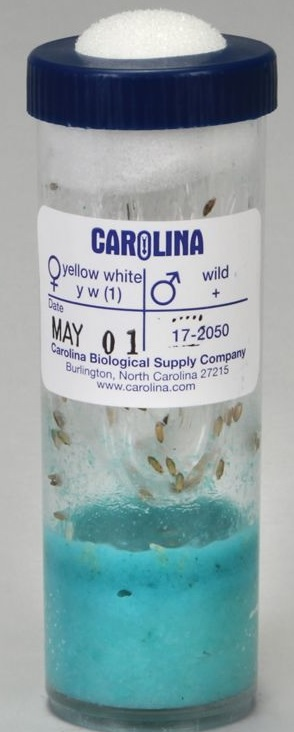 CAROLINA
♀ yellow white ♂ wild
y w (1) +
Date
MAY 01 17-2050
Carolina Biological Supply Company
Burlington, North Carolina 27215
www.carolina.com